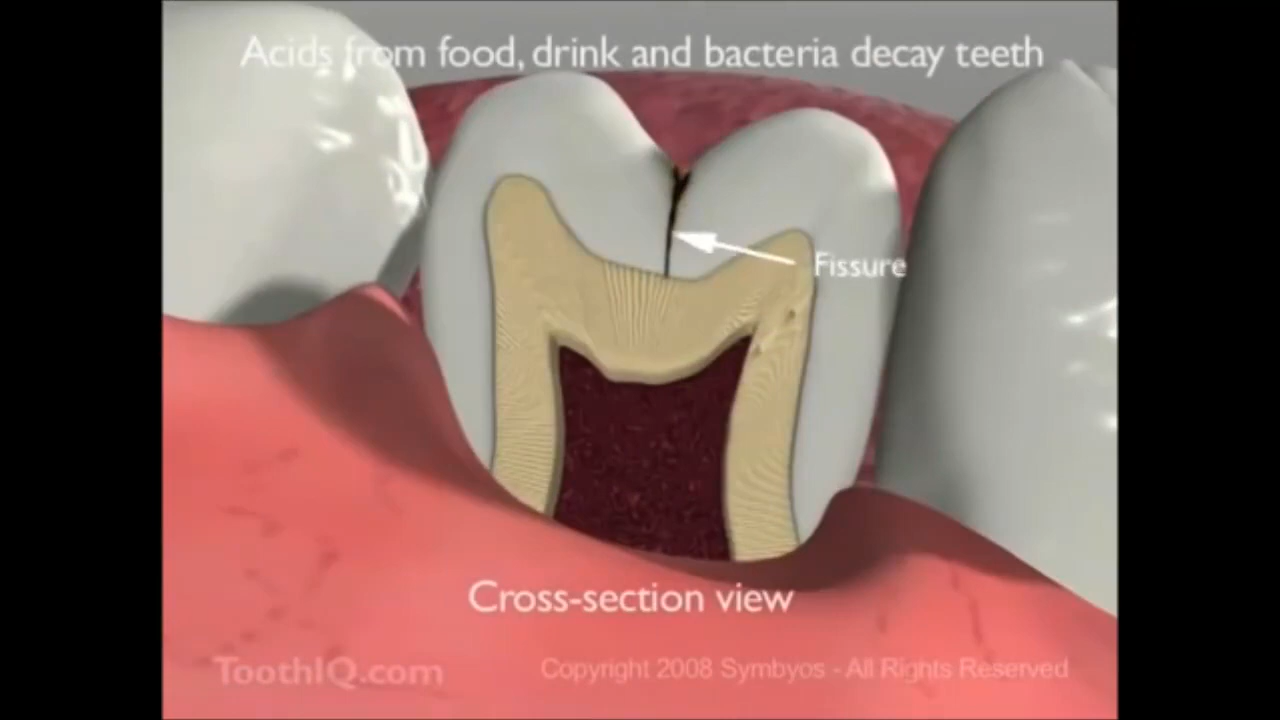 Acids from food, drink and bacteria decay teeth
Fissure
Cross-section view
ToothIQ.com
Copyright 2008 Symbyos - All Rights Reserved